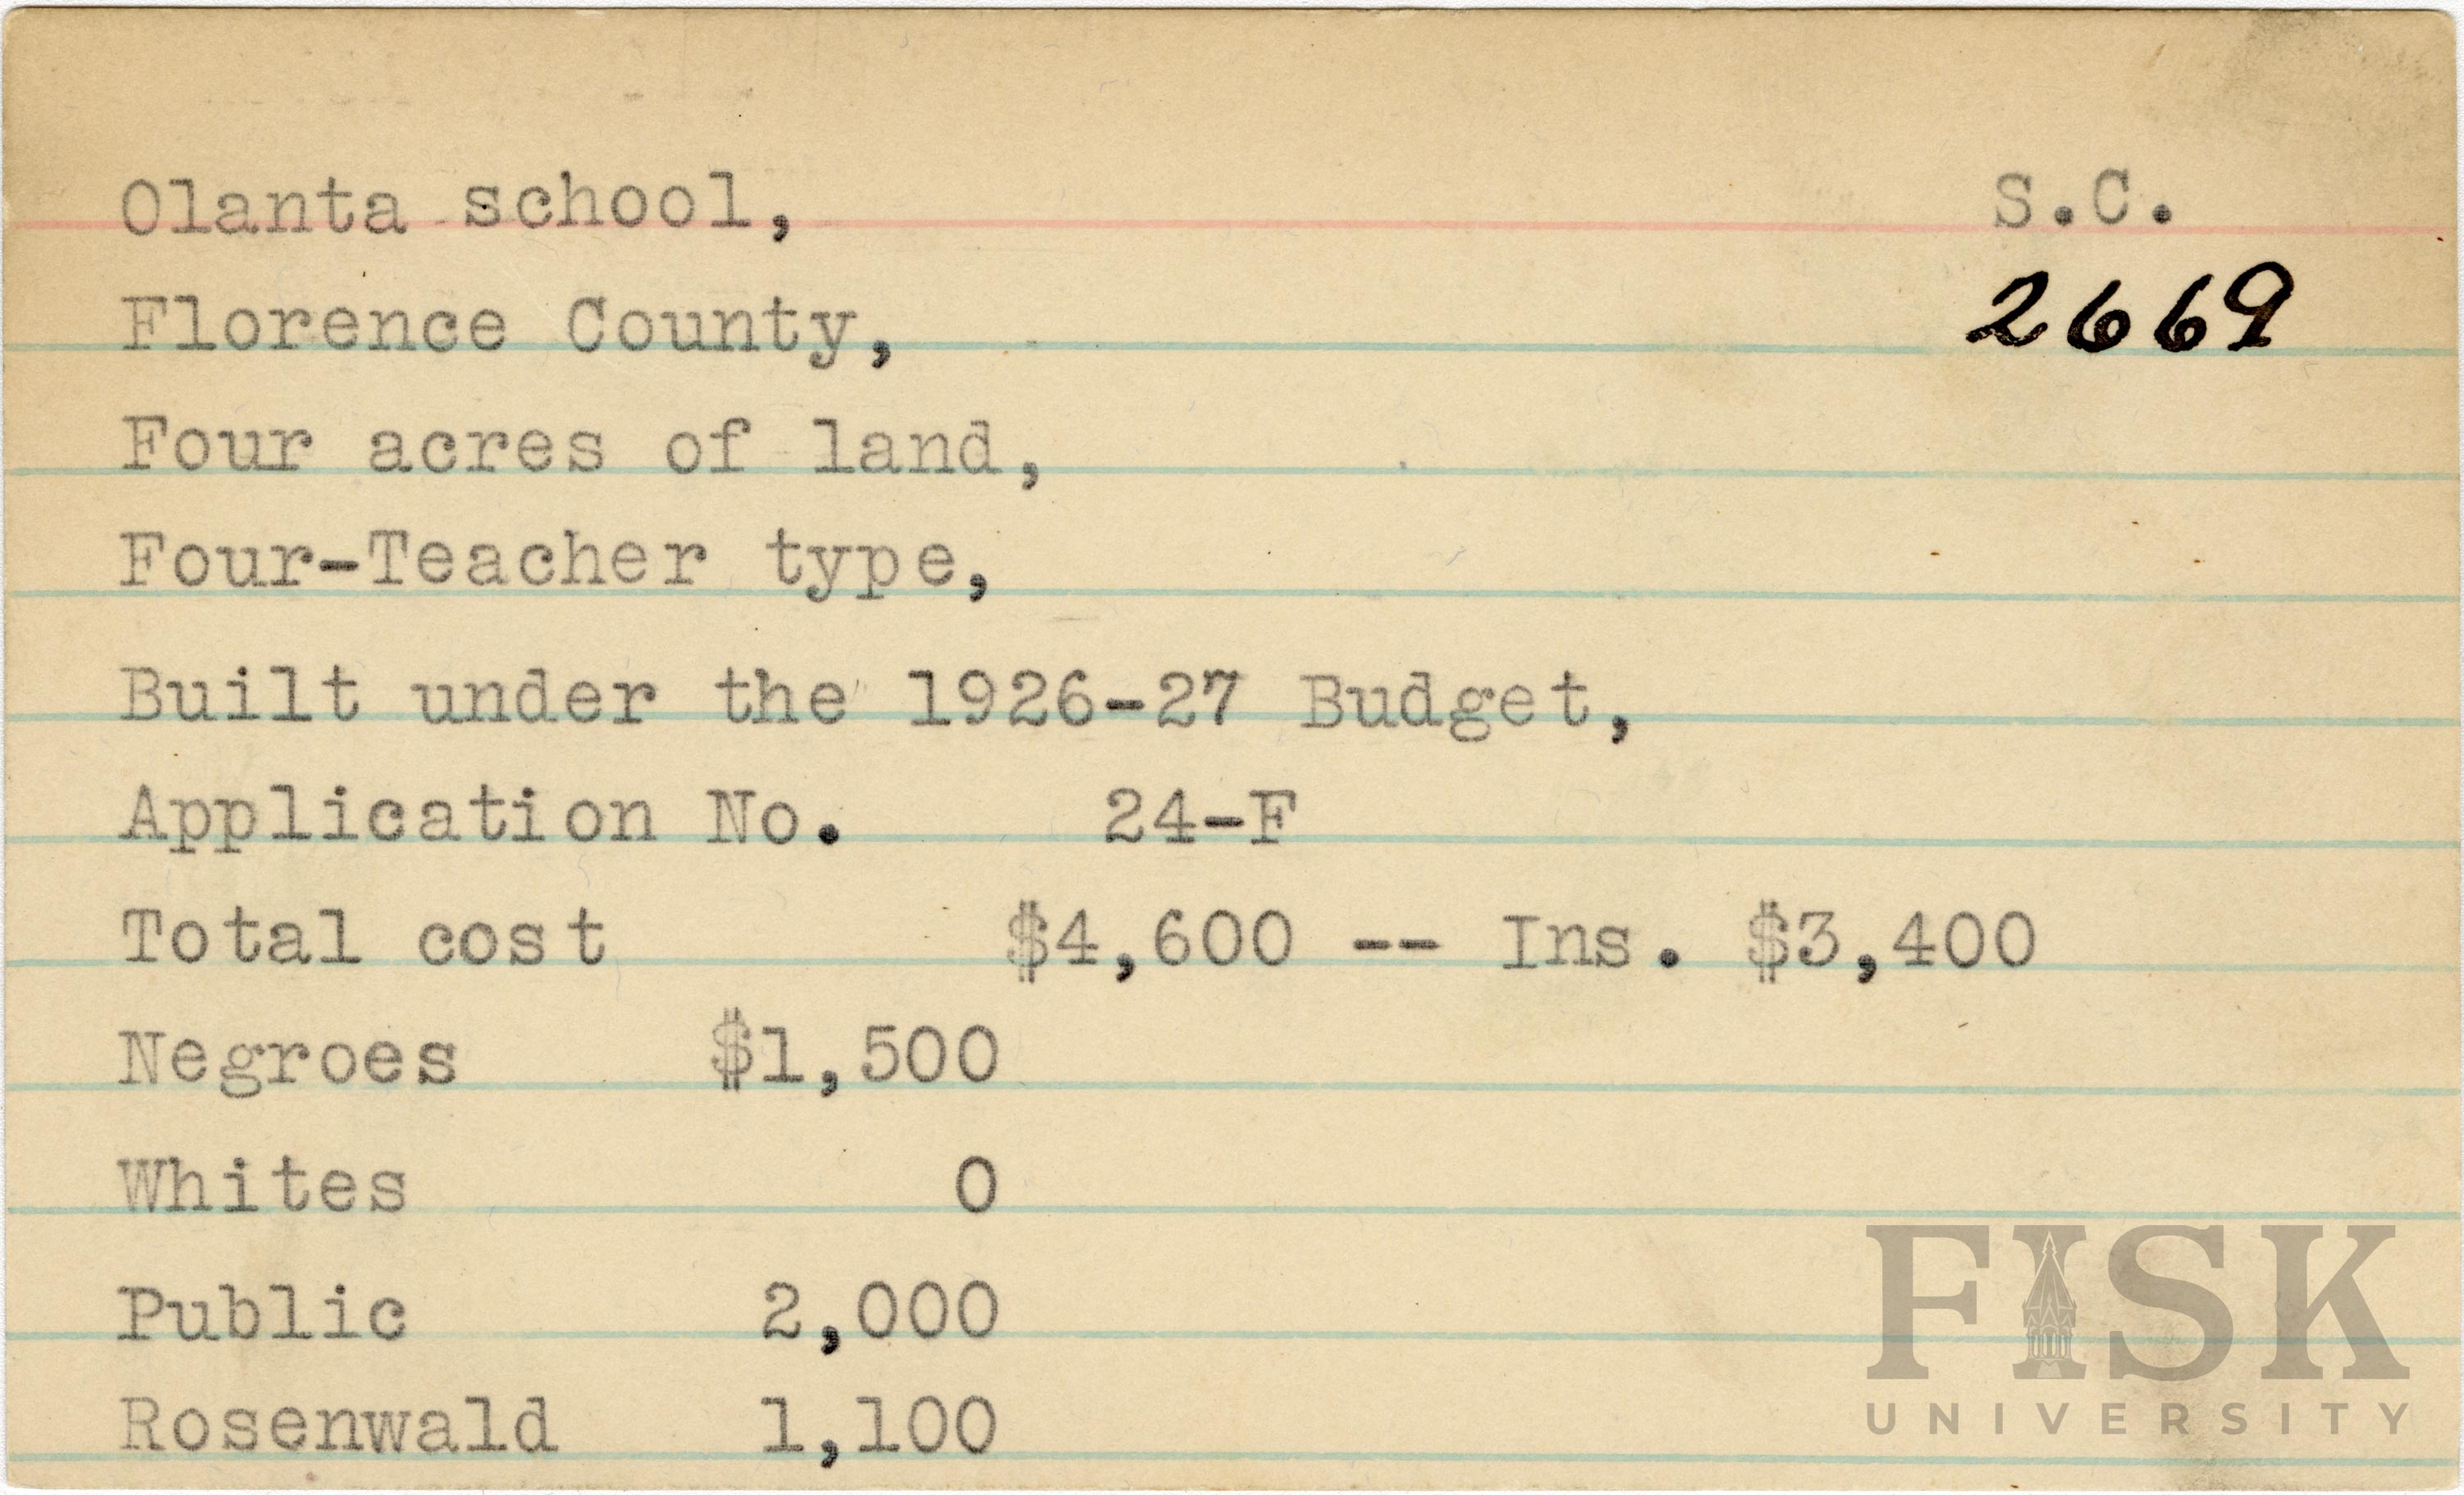 Olanta school, S.C.
2669
Florence County,
Four acres of land,
Four-Teacher type,
Built under the 1926-27 Budget,
Application No. 24-F
Total cost $4,600 -- Ins. $3,400
Negroes $1,500
Whites 0
Public 2,000
Rosenwald 1,100
FISK
UNIVERSITY